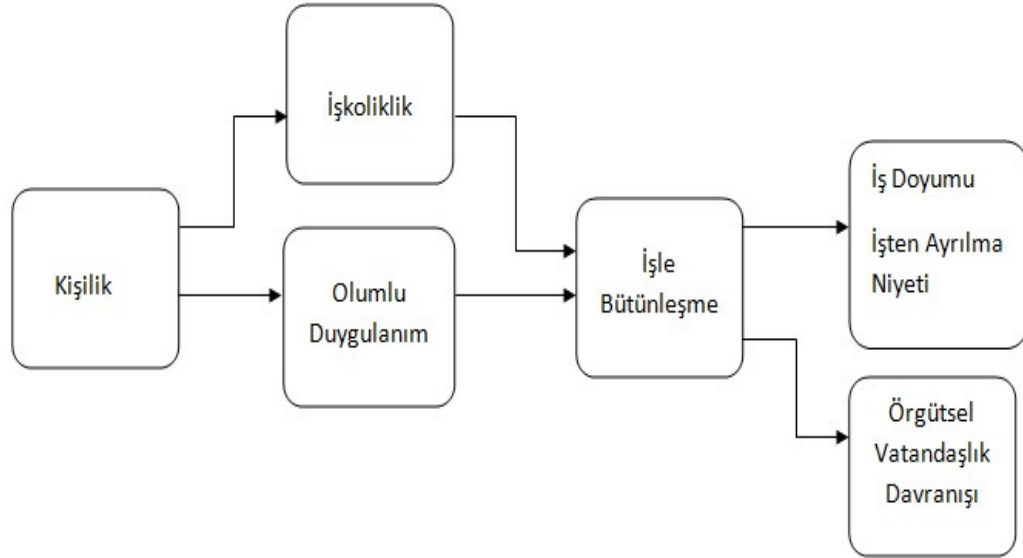 Kişilik
İşkoliklik
Olumlu
Duygulanım
İşle
Bütünleşme
İş Doyumu
İşten Ayrılma
Niyeti
Örgütsel
Vatandaşlık
Davranışı